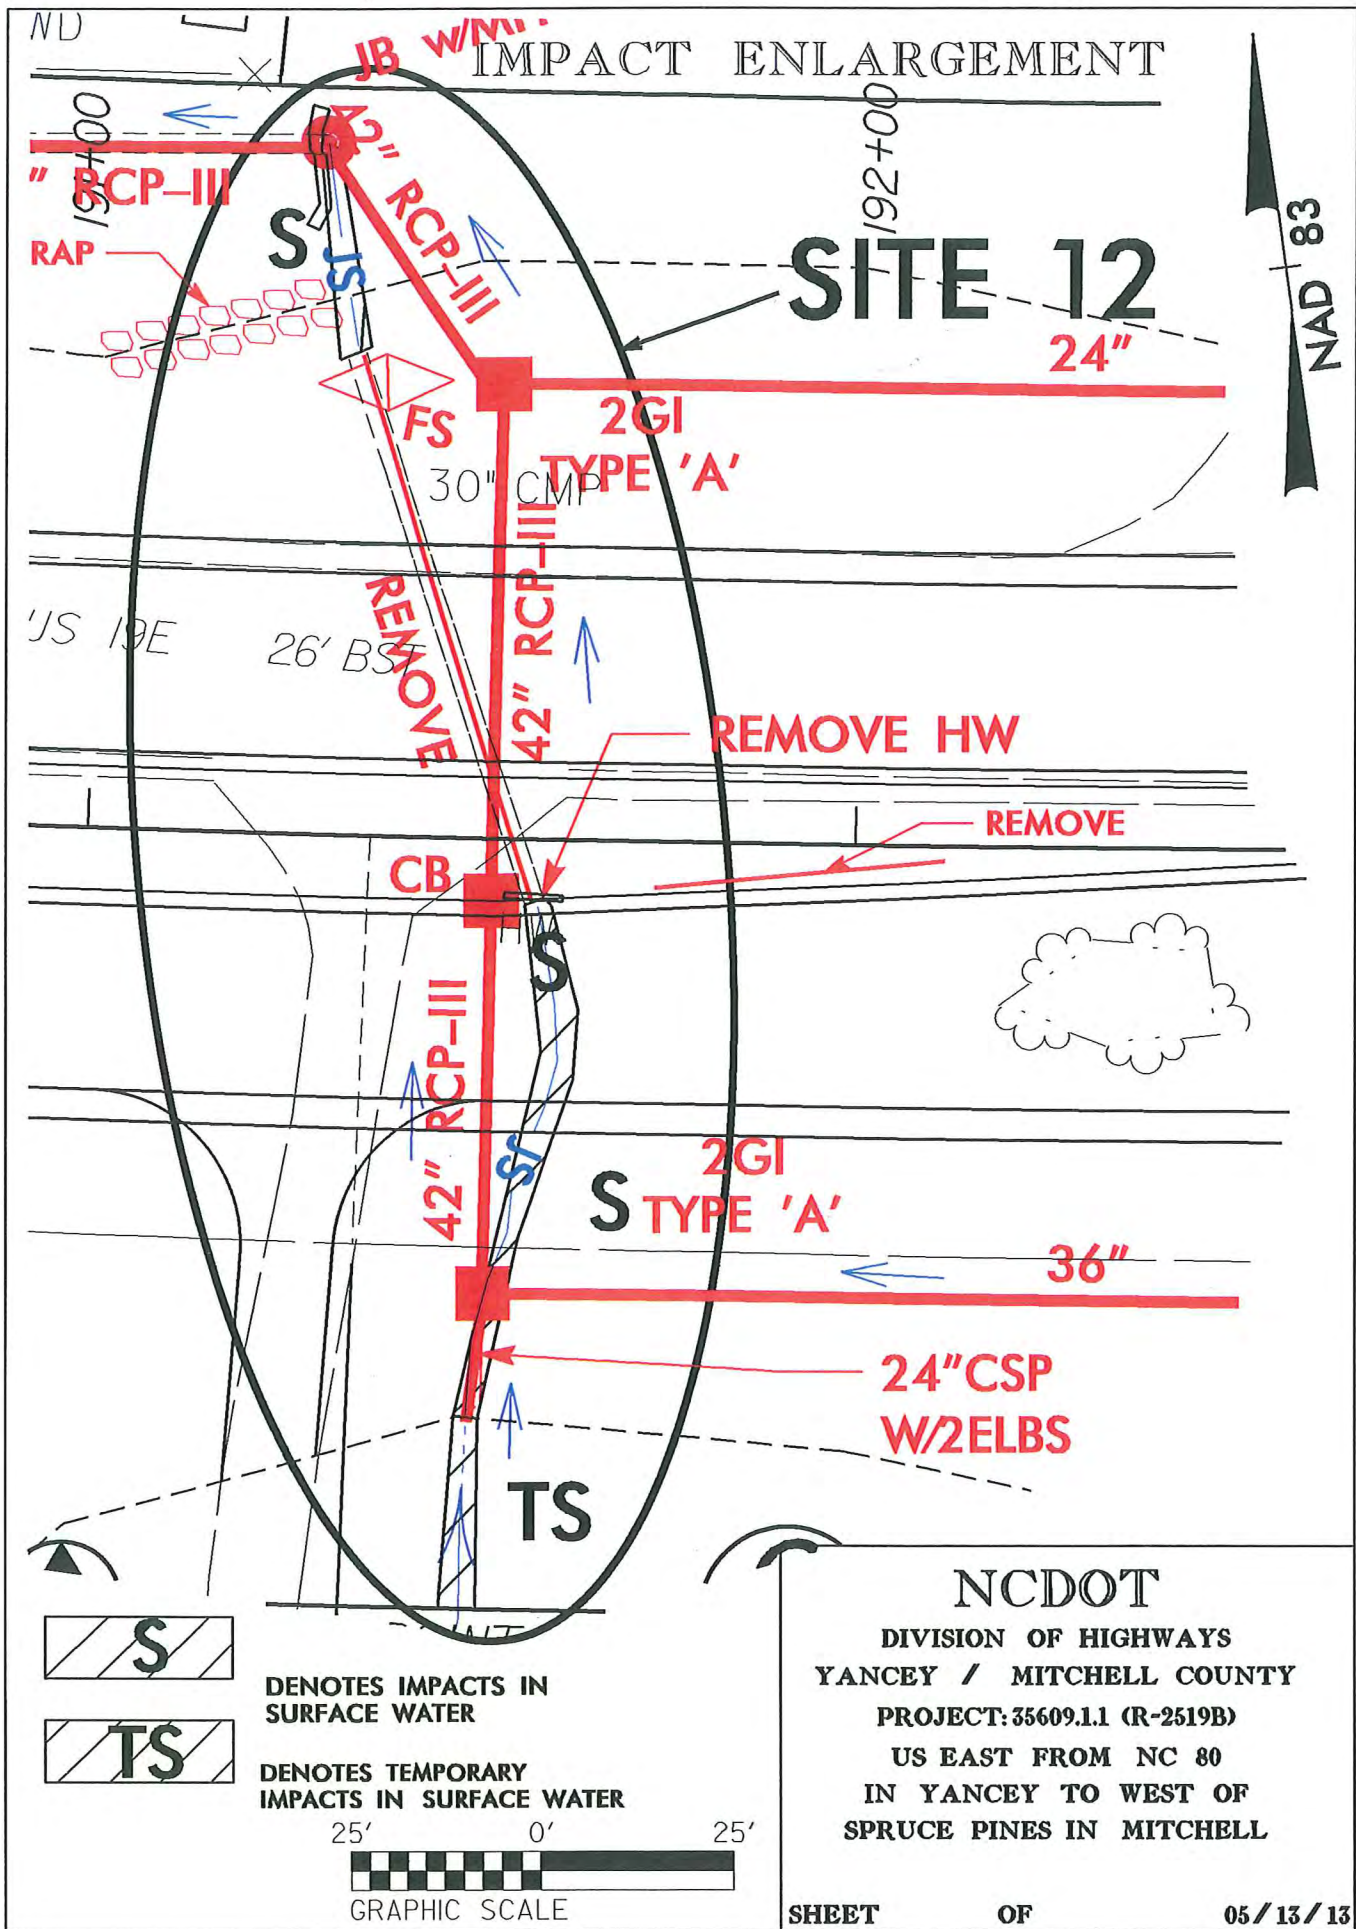 ND
JB w/MH
IMPACT ENLARGEMENT
191+00
192+00
42" RCP-III
" RCP-III
S
RAP
JS
SITE 12
NAD 83
24"
FS
2GI
TYPE 'A'
30" CMP
REMOVE
42" RCP-III
US 19E
26' BST
REMOVE HW
REMOVE
CB
S
42" RCP-III
JS
S
2GI
TYPE 'A'
36"
24"CSP
W/2ELBS
TS
S
DENOTES IMPACTS IN
SURFACE WATER
TS
DENOTES TEMPORARY
IMPACTS IN SURFACE WATER
25' 0' 25'
GRAPHIC SCALE
NCDOT
DIVISION OF HIGHWAYS
YANCEY / MITCHELL COUNTY
PROJECT: 35609.1.1 (R-2519B)
US EAST FROM NC 80
IN YANCEY TO WEST OF
SPRUCE PINES IN MITCHELL
SHEET OF 05/13/13